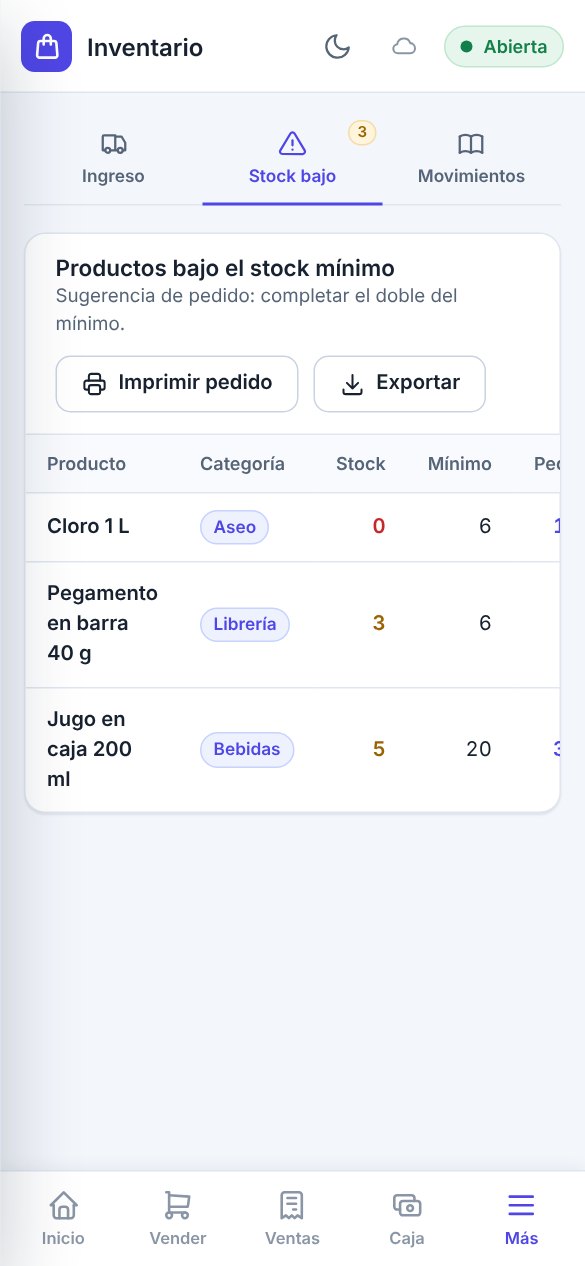 Inventario
Abierta
3
Ingreso
Stock bajo
Movimientos
Productos bajo el stock mínimo
Sugerencia de pedido: completar el doble del
mínimo.
Imprimir pedido
Exportar
Producto Categoría Stock Mínimo
Cloro 1 L Aseo 0 6
Pegamento
en barra
40 g
Librería 3 6
Jugo en
caja 200
ml
Bebidas 5 20
Inicio Vender Ventas Caja Más